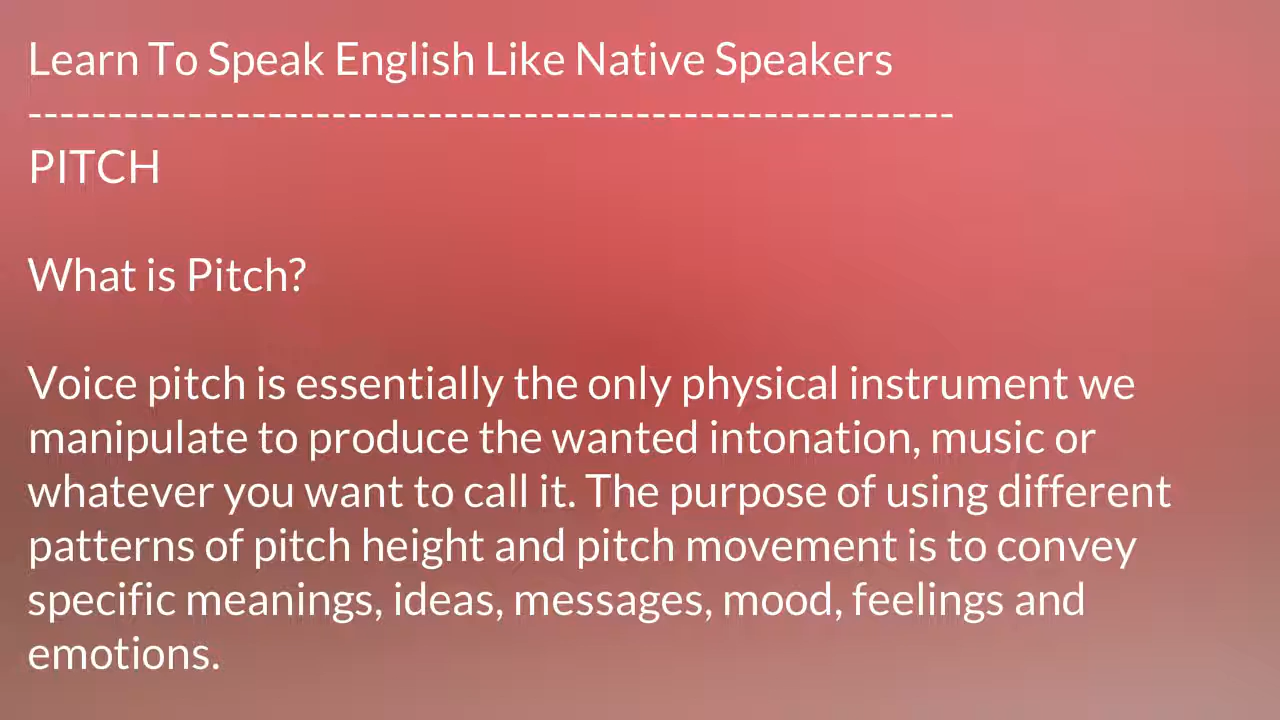 Learn To Speak English Like Native Speakers
----------------------------------------------------------
PITCH
What is Pitch?
Voice pitch is essentially the only physical instrument we
manipulate to produce the wanted intonation, music or
whatever you want to call it. The purpose of using different
patterns of pitch height and pitch movement is to convey
specific meanings, ideas, messages, mood, feelings and
emotions.